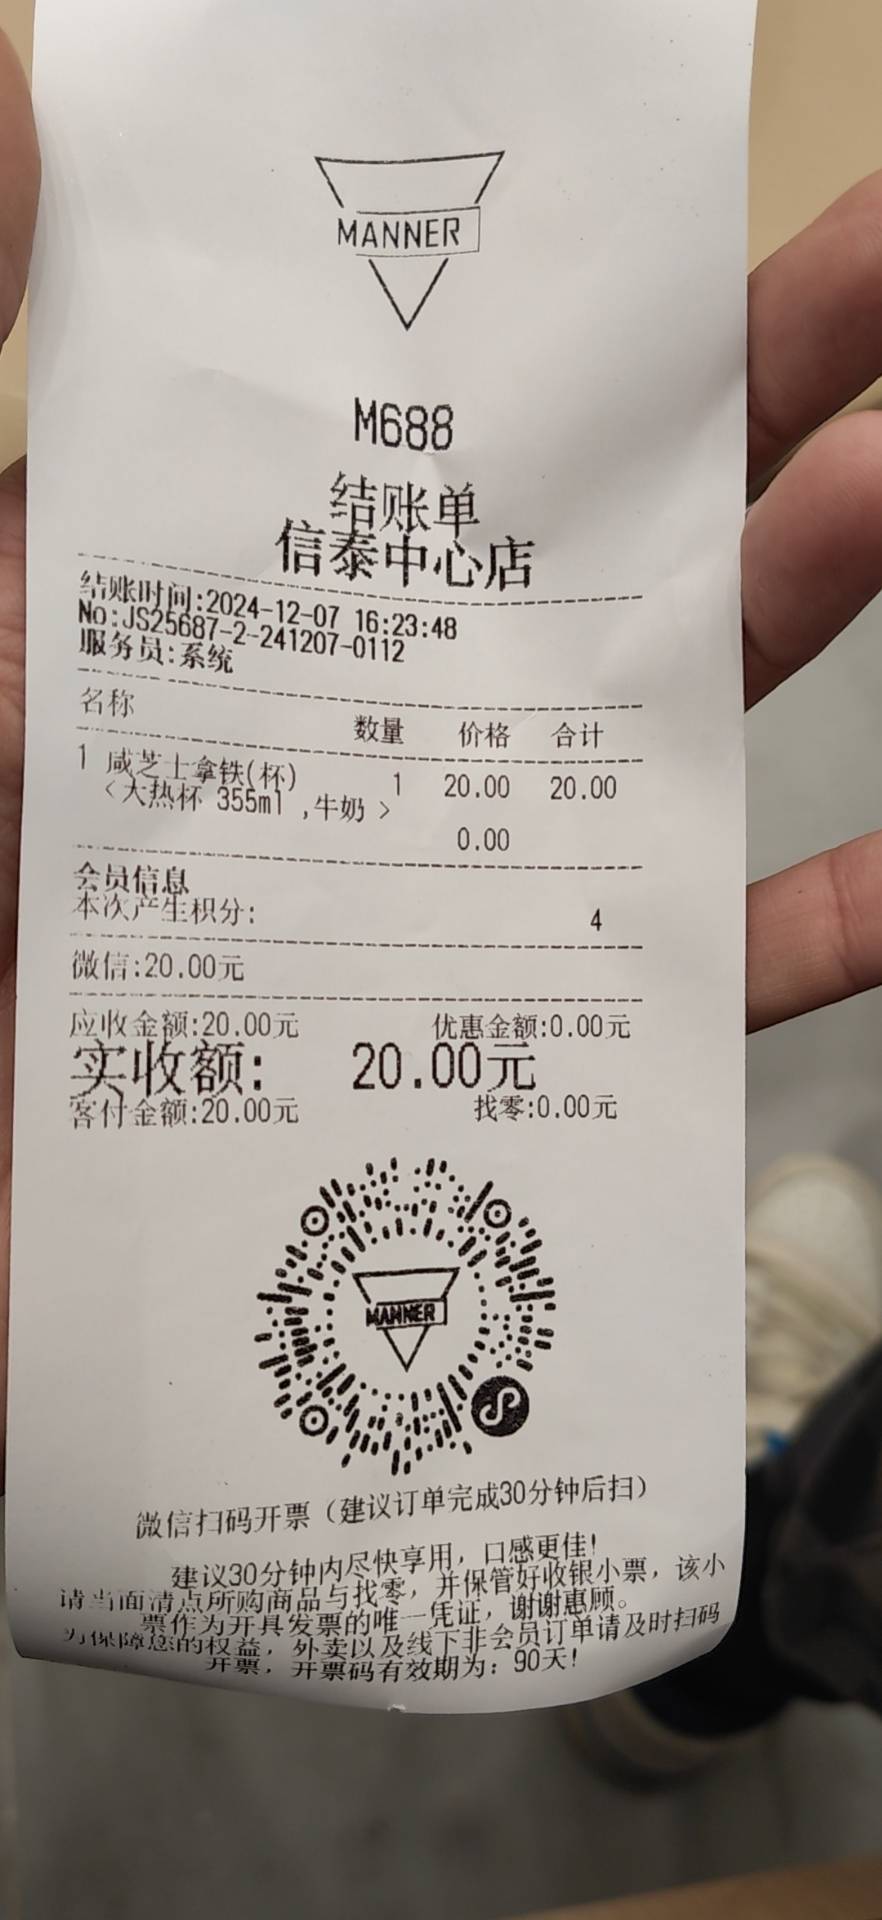 MANNER
M688
结账单
信泰中心店
结账时间:2024-12-07 16:23:48
No:JS25687-2-241207-0112
服务员:系统
名称 数量 价格 合计
1 咸芝士拿铁(杯) 1 20.00 20.00
<大热杯 355ml ,牛奶 >
0.00
会员信息
本次产生积分: 4
微信:20.00元
应收金额:20.00元 优惠金额:0.00元
实收额: 20.00元
客付金额:20.00元 找零:0.00元
MANNER
微信扫码开票（建议订单完成30分钟后扫）
建议30分钟内尽快享用，口感更佳！
请当面清点所购商品与找零，并保管好收银小票，该小
票作为开具发票的唯一凭证，谢谢惠顾。
为保障您的权益，外卖以及线下非会员订单请及时扫码
开票，开票码有效期为：90天！